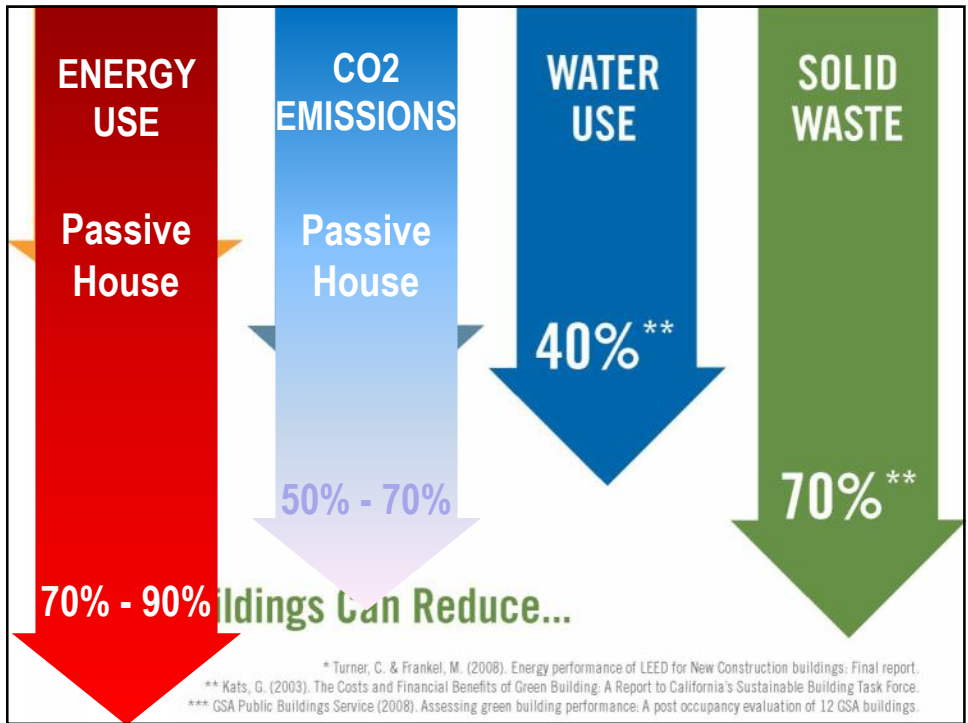 ENERGY
USE
Passive
House
70% - 90%
CO2
EMISSIONS
Passive
House
50% - 70%
WATER
USE
40%**
SOLID
WASTE
70%**
ildings Can Reduce...
* Turner, C. & Frankel, M. (2008). Energy performance of LEED for New Construction buildings: Final report.
** Kats, G. (2003). The Costs and Financial Benefits of Green Building: A Report to California's Sustainable Building Task Force.
*** GSA Public Buildings Service (2008). Assessing green building performance: A post occupancy evaluation of 12 GSA buildings.